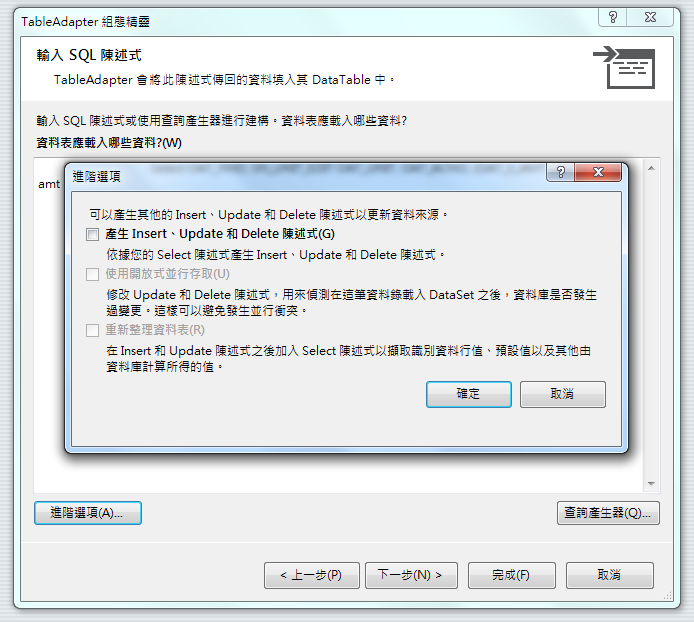 TableAdapter 組態精靈
輸入 SQL 陳述式
TableAdapter 會將此陳述式傳回的資料填入其 DataTable 中。
輸入 SQL 陳述式或使用查詢產生器進行建構。資料表應載入哪些資料?
資料表應載入哪些資料?(W)
amt
進階選項
可以產生其他的 Insert、Update 和 Delete 陳述式以更新資料來源。
產生 Insert、Update 和 Delete 陳述式(G)
依據您的 Select 陳述式產生 Insert、Update 和 Delete 陳述式。
使用開放式並行存取(U)
修改 Update 和 Delete 陳述式，用來偵測在這筆資料錄載入 DataSet 之後，資料庫是否發生
過變更。這樣可以避免發生並行衝突。
重新整理資料表(R)
在 Insert 和 Update 陳述式之後加入 Select 陳述式以擷取識別資料行值、預設值以及其他由
資料庫計算所得的值。
確定
取消
進階選項(A)...
查詢產生器(Q)...
< 上一步(P)
下一步(N) >
完成(F)
取消